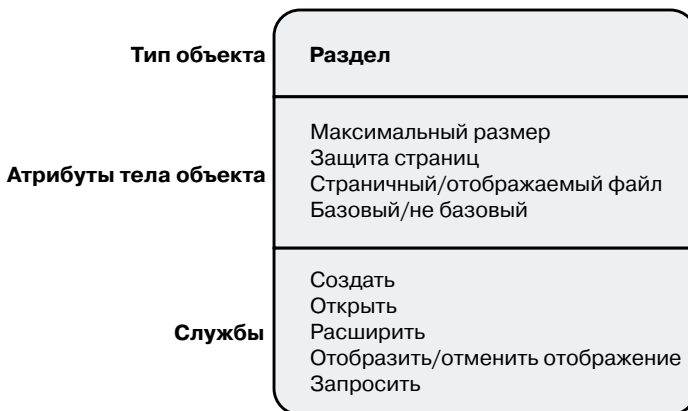 Тип объекта
Раздел
Атрибуты тела объекта
Максимальный размер
Защита страниц
Страничный/отображаемый файл
Базовый/не базовый
Службы
Создать
Открыть
Расширить
Отобразить/отменить отображение
Запросить